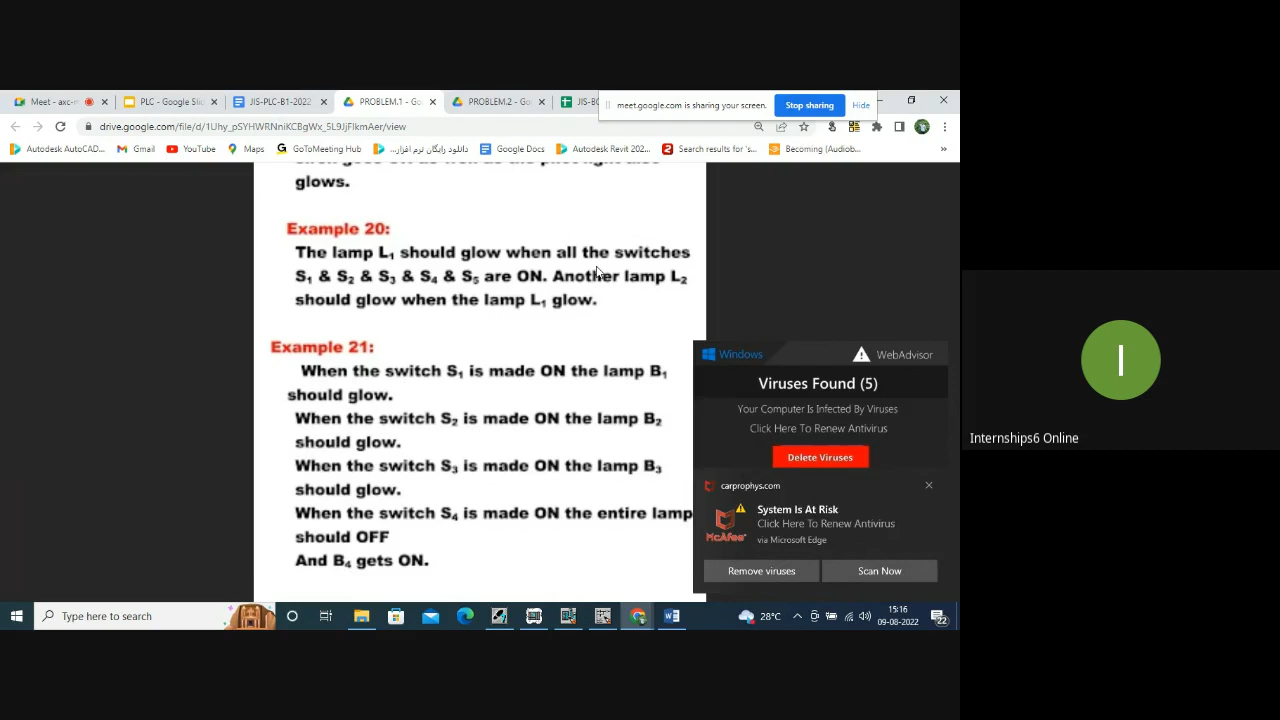 Meet - axc-m
PLC - Google Slid
JIS-PLC-B1-2022
PROBLEM.1 - Go
PROBLEM.2 - Go
JIS-BC
meet.google.com is sharing your screen.
Stop sharing
Hide
drive.google.com/file/d/1Uhy_pSYHWRNniKCBgWx_5L9JjFIkmAer/view
Autodesk AutoCAD...
Gmail
YouTube
Maps
GoToMeeting Hub
دانلود رایگان نرم افزار...
Google Docs
Autodesk Revit 202...
Search results for 's...
Becoming (Audiob...
»
glows.
Example 20:
The lamp L₁ should glow when all the switches
S₁ & S₂ & S₃ & S₄ & S₅ are ON. Another lamp L₂
should glow when the lamp L₁ glow.
Example 21:
When the switch S₁ is made ON the lamp B₁
should glow.
When the switch S₂ is made ON the lamp B₂
should glow.
When the switch S₃ is made ON the lamp B₃
should glow.
When the switch S₄ is made ON the entire lamp
should OFF
And B₄ gets ON.
Windows
WebAdvisor
Viruses Found (5)
Your Computer Is Infected By Viruses
Click Here To Renew Antivirus
Delete Viruses
carprophys.com
System Is At Risk
Click Here To Renew Antivirus
via Microsoft Edge
McAfee
Remove viruses
Scan Now
I
Internships6 Online
Type here to search
28°C
15:16
09-08-2022
22